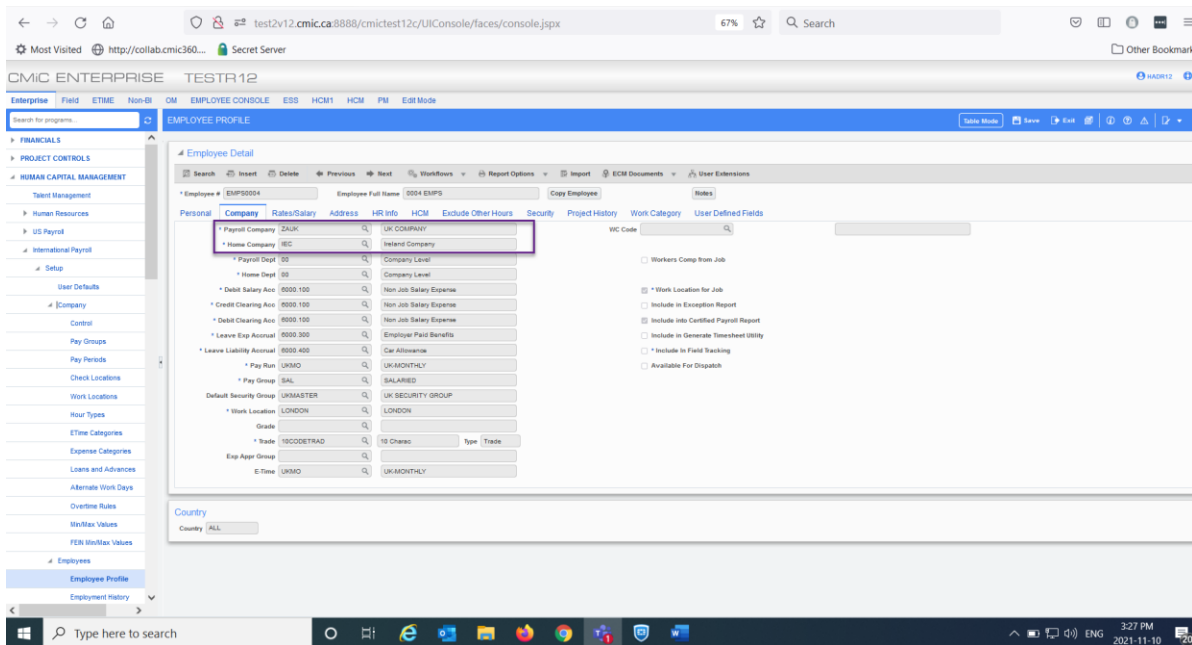 test2v12.cmic.ca:8888/cmictest12c/UIConsole/faces/console.jspx 67% Search
Most Visited http://collab.cmic360.... Secret Server Other Bookmark
CMiC ENTERPRISE TESTR12 HADR12
Enterprise Field ETIME Non-BI OM EMPLOYEE CONSOLE ESS HCM1 HCM PM Edit Mode
Search for programs... EMPLOYEE PROFILE Table Mode Save Exit
FINANCIALS
PROJECT CONTROLS
HUMAN CAPITAL MANAGEMENT
Talent Management
Human Resources
US Payroll
International Payroll
Setup
User Defaults
Company
Control
Pay Groups
Pay Periods
Check Locations
Work Locations
Hour Types
ETime Categories
Expense Categories
Loans and Advances
Alternate Work Days
Overtime Rules
Min/Max Values
FEIN Min/Max Values
Employees
Employee Profile
Employment History
Employee Detail
Search Insert Delete Previous Next Workflows Report Options Import ECM Documents User Extensions
* Employee # EMPS0004 Employee Full Name 0004 EMPS Copy Employee Notes
Personal Company Rates/Salary Address HR Info HCM Exclude Other Hours Security Project History Work Category User Defined Fields
* Payroll Company ZAUK UK COMPANY WC Code
* Home Company IEC Ireland Company
* Payroll Dept 00 Company Level Workers Comp from Job
* Home Dept 00 Company Level
* Debit Salary Acc 6000.100 Non Job Salary Expense * Work Location for Job
* Credit Clearing Acc 6000.100 Non Job Salary Expense Include in Exception Report
* Debit Clearing Acc 6000.100 Non Job Salary Expense Include into Certified Payroll Report
* Leave Exp Accrual 6000.300 Employer Paid Benefits Include in Generate Timesheet Utility
* Leave Liability Accrual 6000.400 Car Allowance * Include In Field Tracking
* Pay Run UKMO UK-MONTHLY Available For Dispatch
* Pay Group SAL SALARIED
Default Security Group UKMASTER UK SECURITY GROUP
* Work Location LONDON LONDON
Grade
* Trade 10CODETRAD 10 Charac Type Trade
Exp Appr Group
E-Time UKMO UK-MONTHLY
Country
Country ALL
Type here to search ENG 3:27 PM
2021-11-10 20